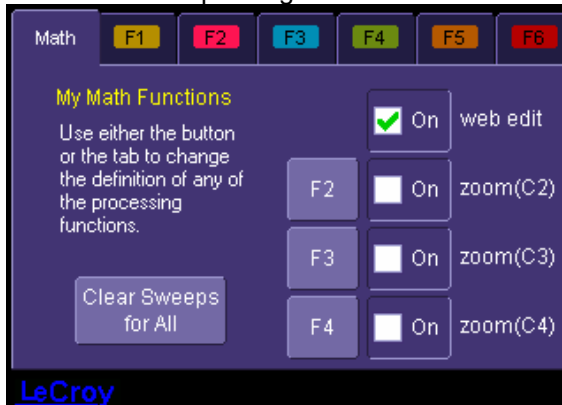 Math F1 F2 F3 F4 F5 F6
My Math Functions
Use either the button
or the tab to change
the definition of any of
the processing
functions.
Clear Sweeps
for All
On web edit
F2 On zoom(C2)
F3 On zoom(C3)
F4 On zoom(C4)
LeCroy